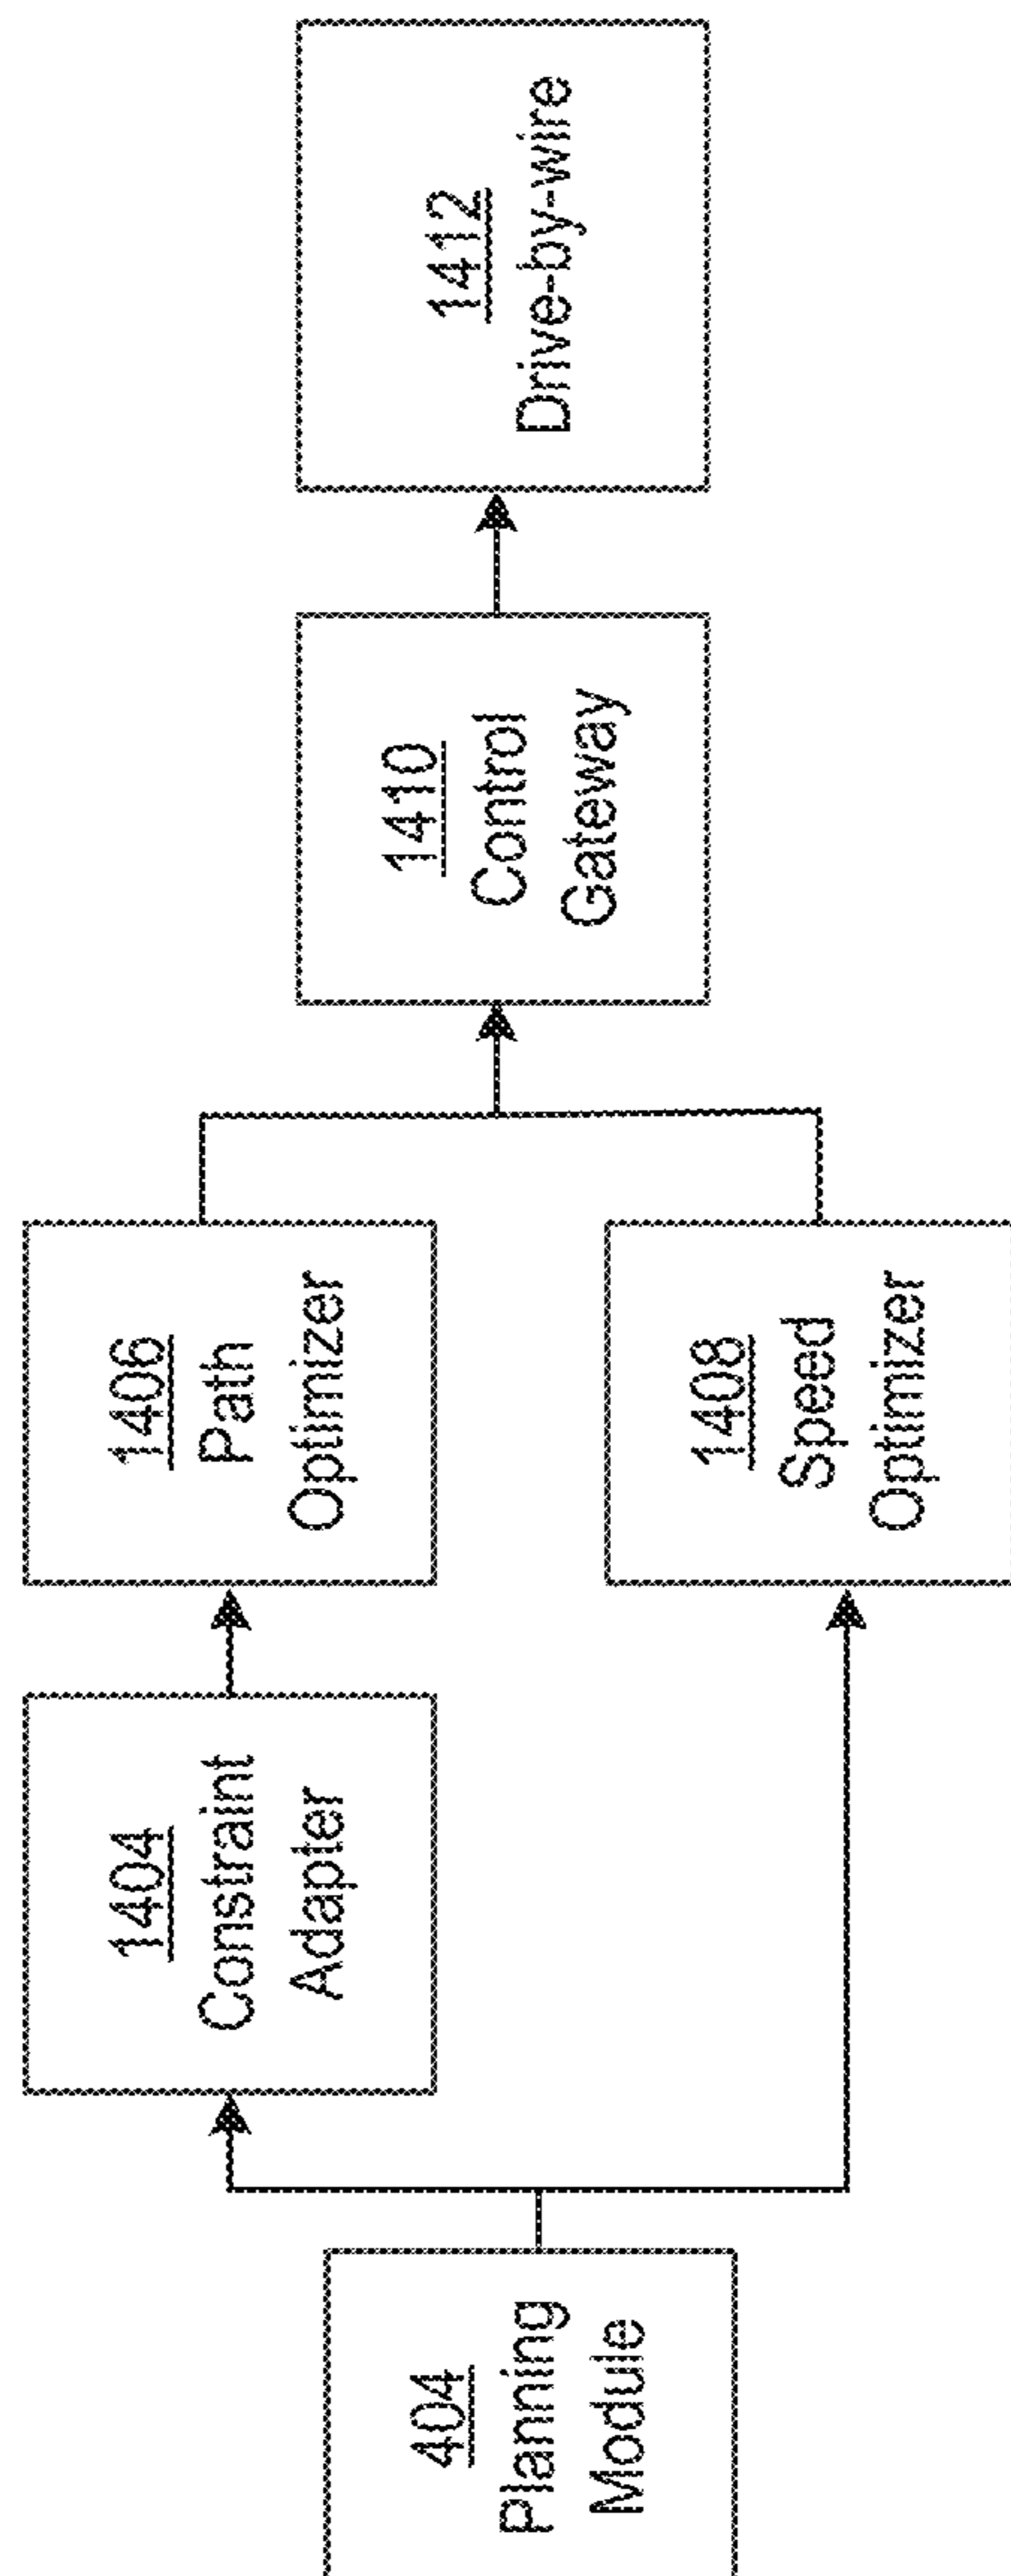 404
Planning
Module
1404
Constraint
Adapter
1406
Path
Optimizer
1408
Speed
Optimizer
1410
Control
Gateway
1412
Drive-by-wire